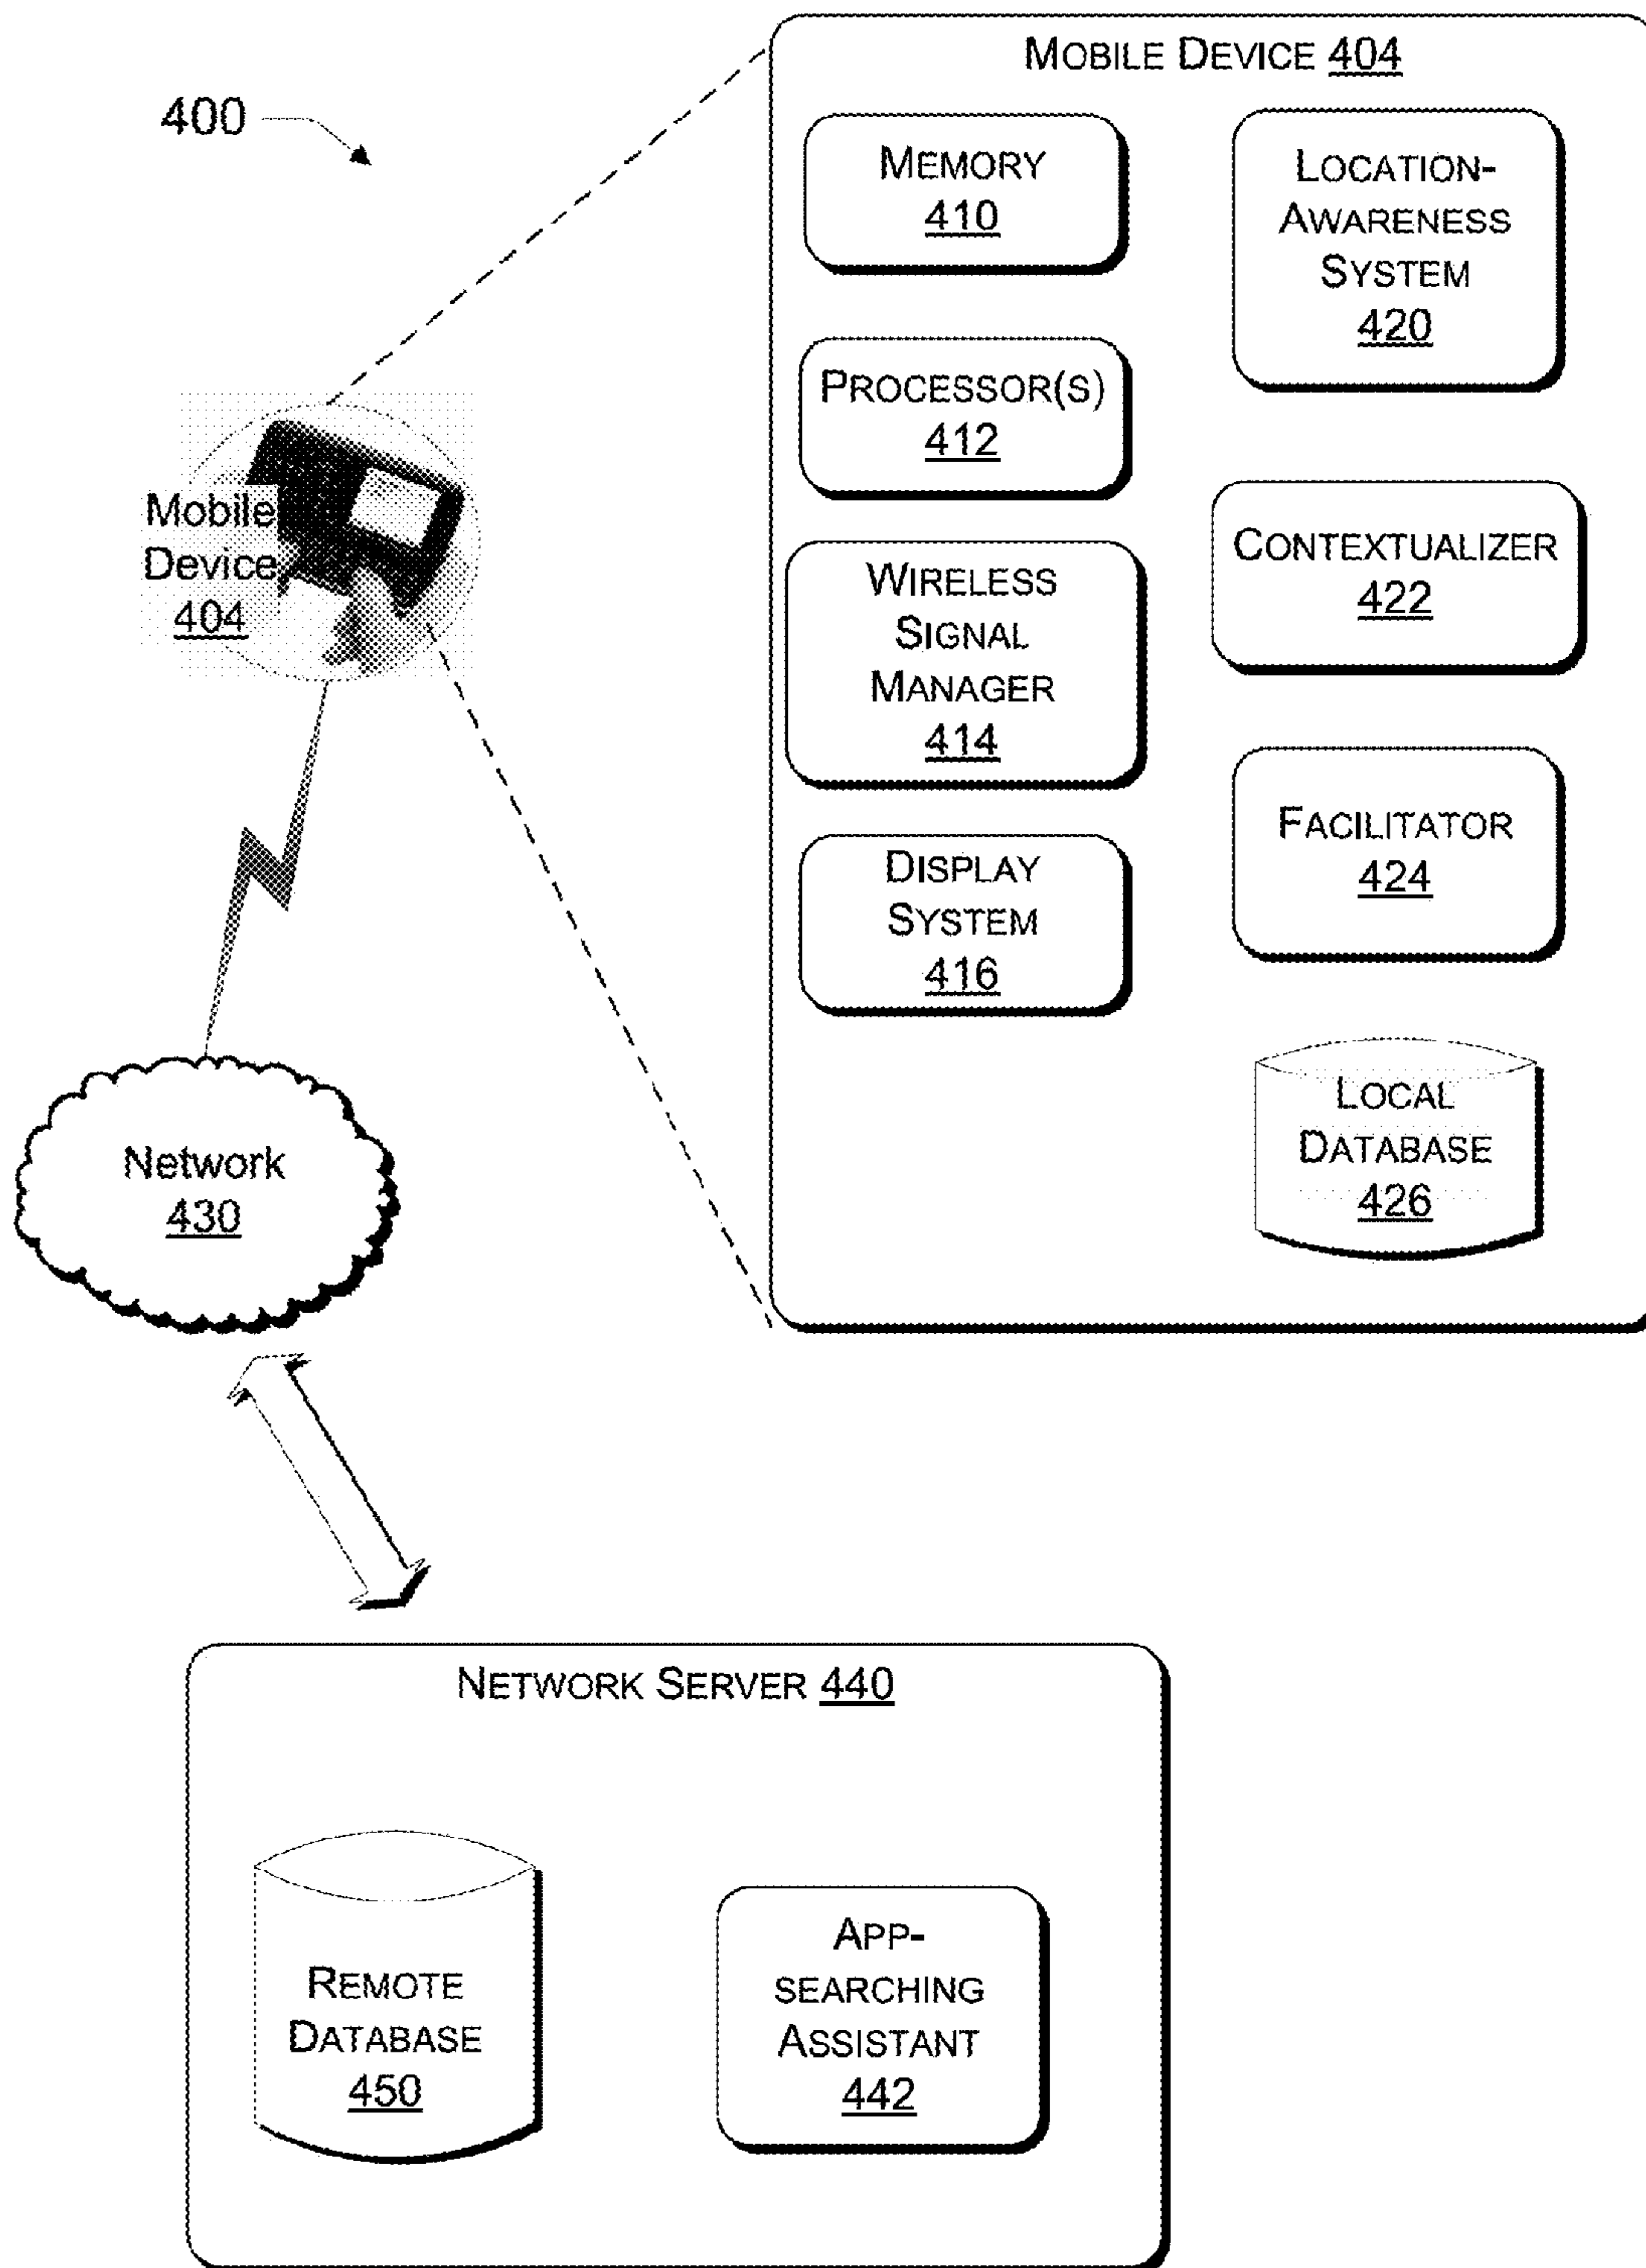 400
MOBILE DEVICE 404
MEMORY
410
LOCATION-
AWARENESS
SYSTEM
420
PROCESSOR(S)
412
Mobile
Device
404
WIRELESS
SIGNAL
MANAGER
414
CONTEXTUALIZER
422
DISPLAY
SYSTEM
416
FACILITATOR
424
LOCAL
DATABASE
426
Network
430
NETWORK SERVER 440
REMOTE
DATABASE
450
APP-
SEARCHING
ASSISTANT
442